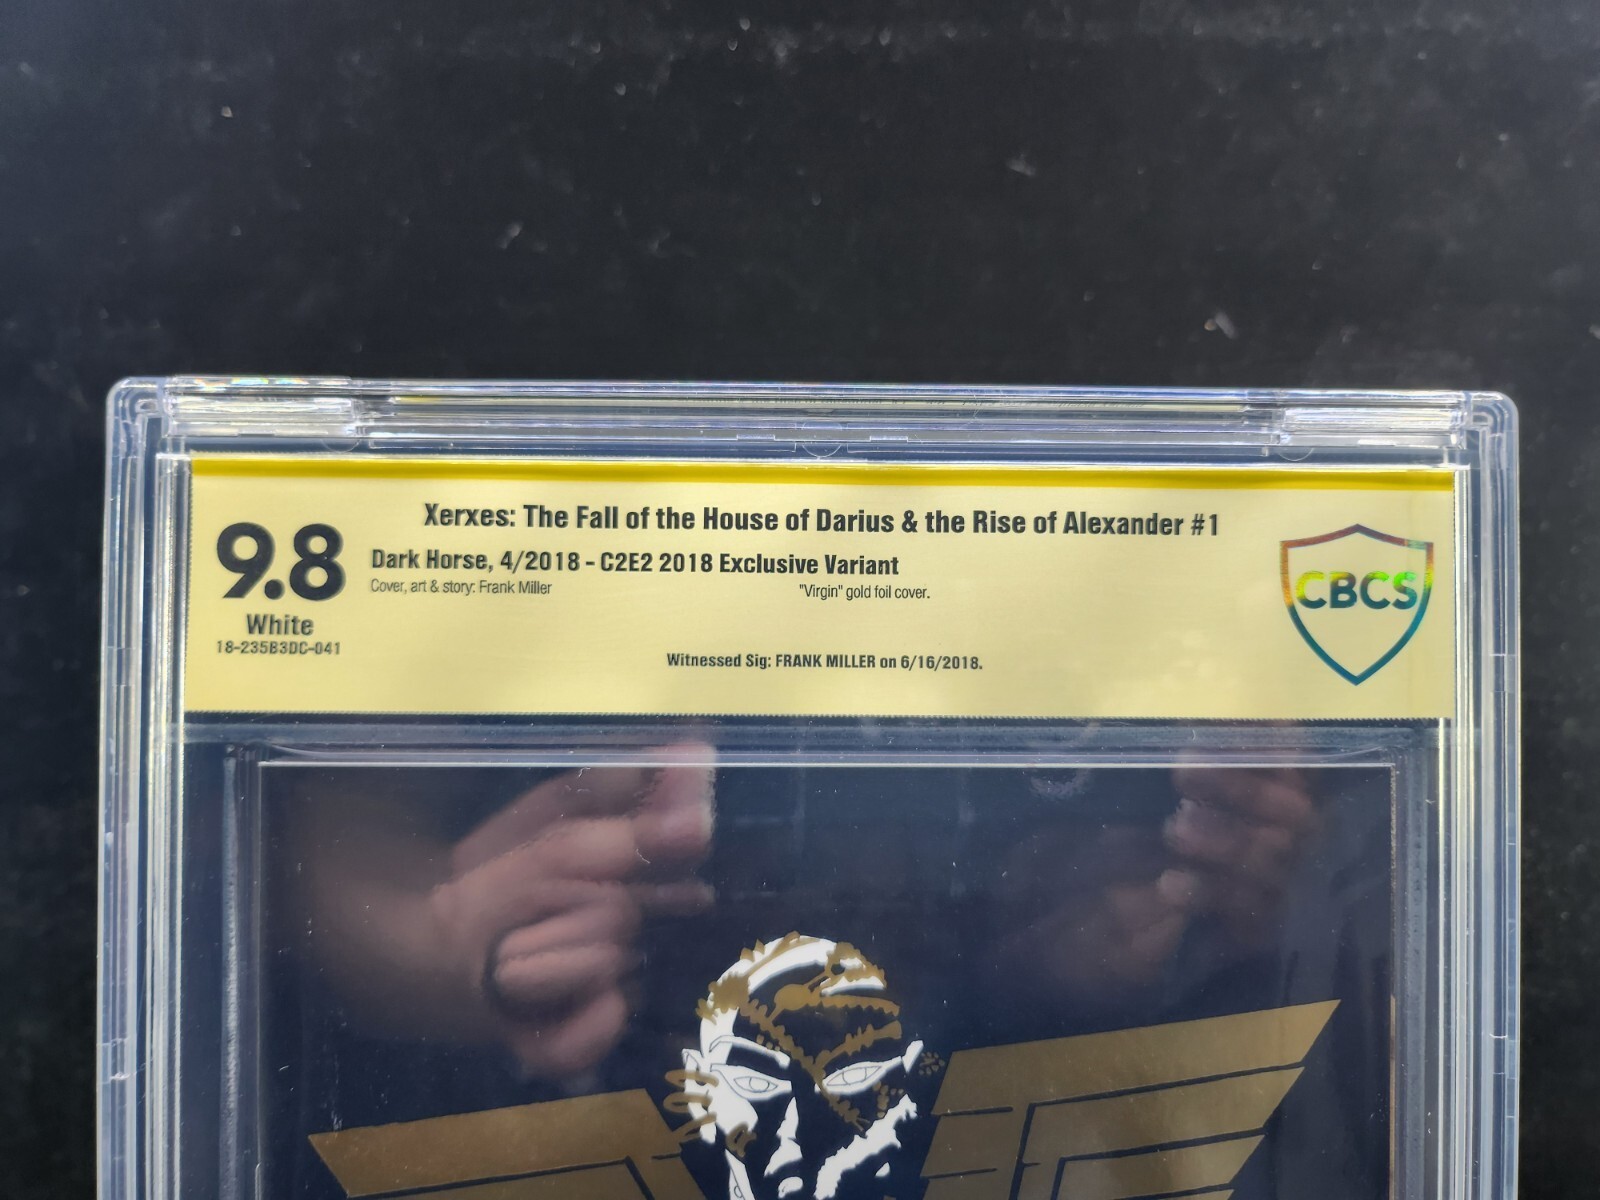 Xerxes: The Fall of the House of Darius & the Rise of Alexander #1
9.8
White
18-235B3DC-041
Dark Horse, 4/2018 - C2E2 2018 Exclusive Variant
Cover, art & story: Frank Miller
"Virgin" gold foil cover.
Witnessed Sig: FRANK MILLER on 6/16/2018.
CBCS